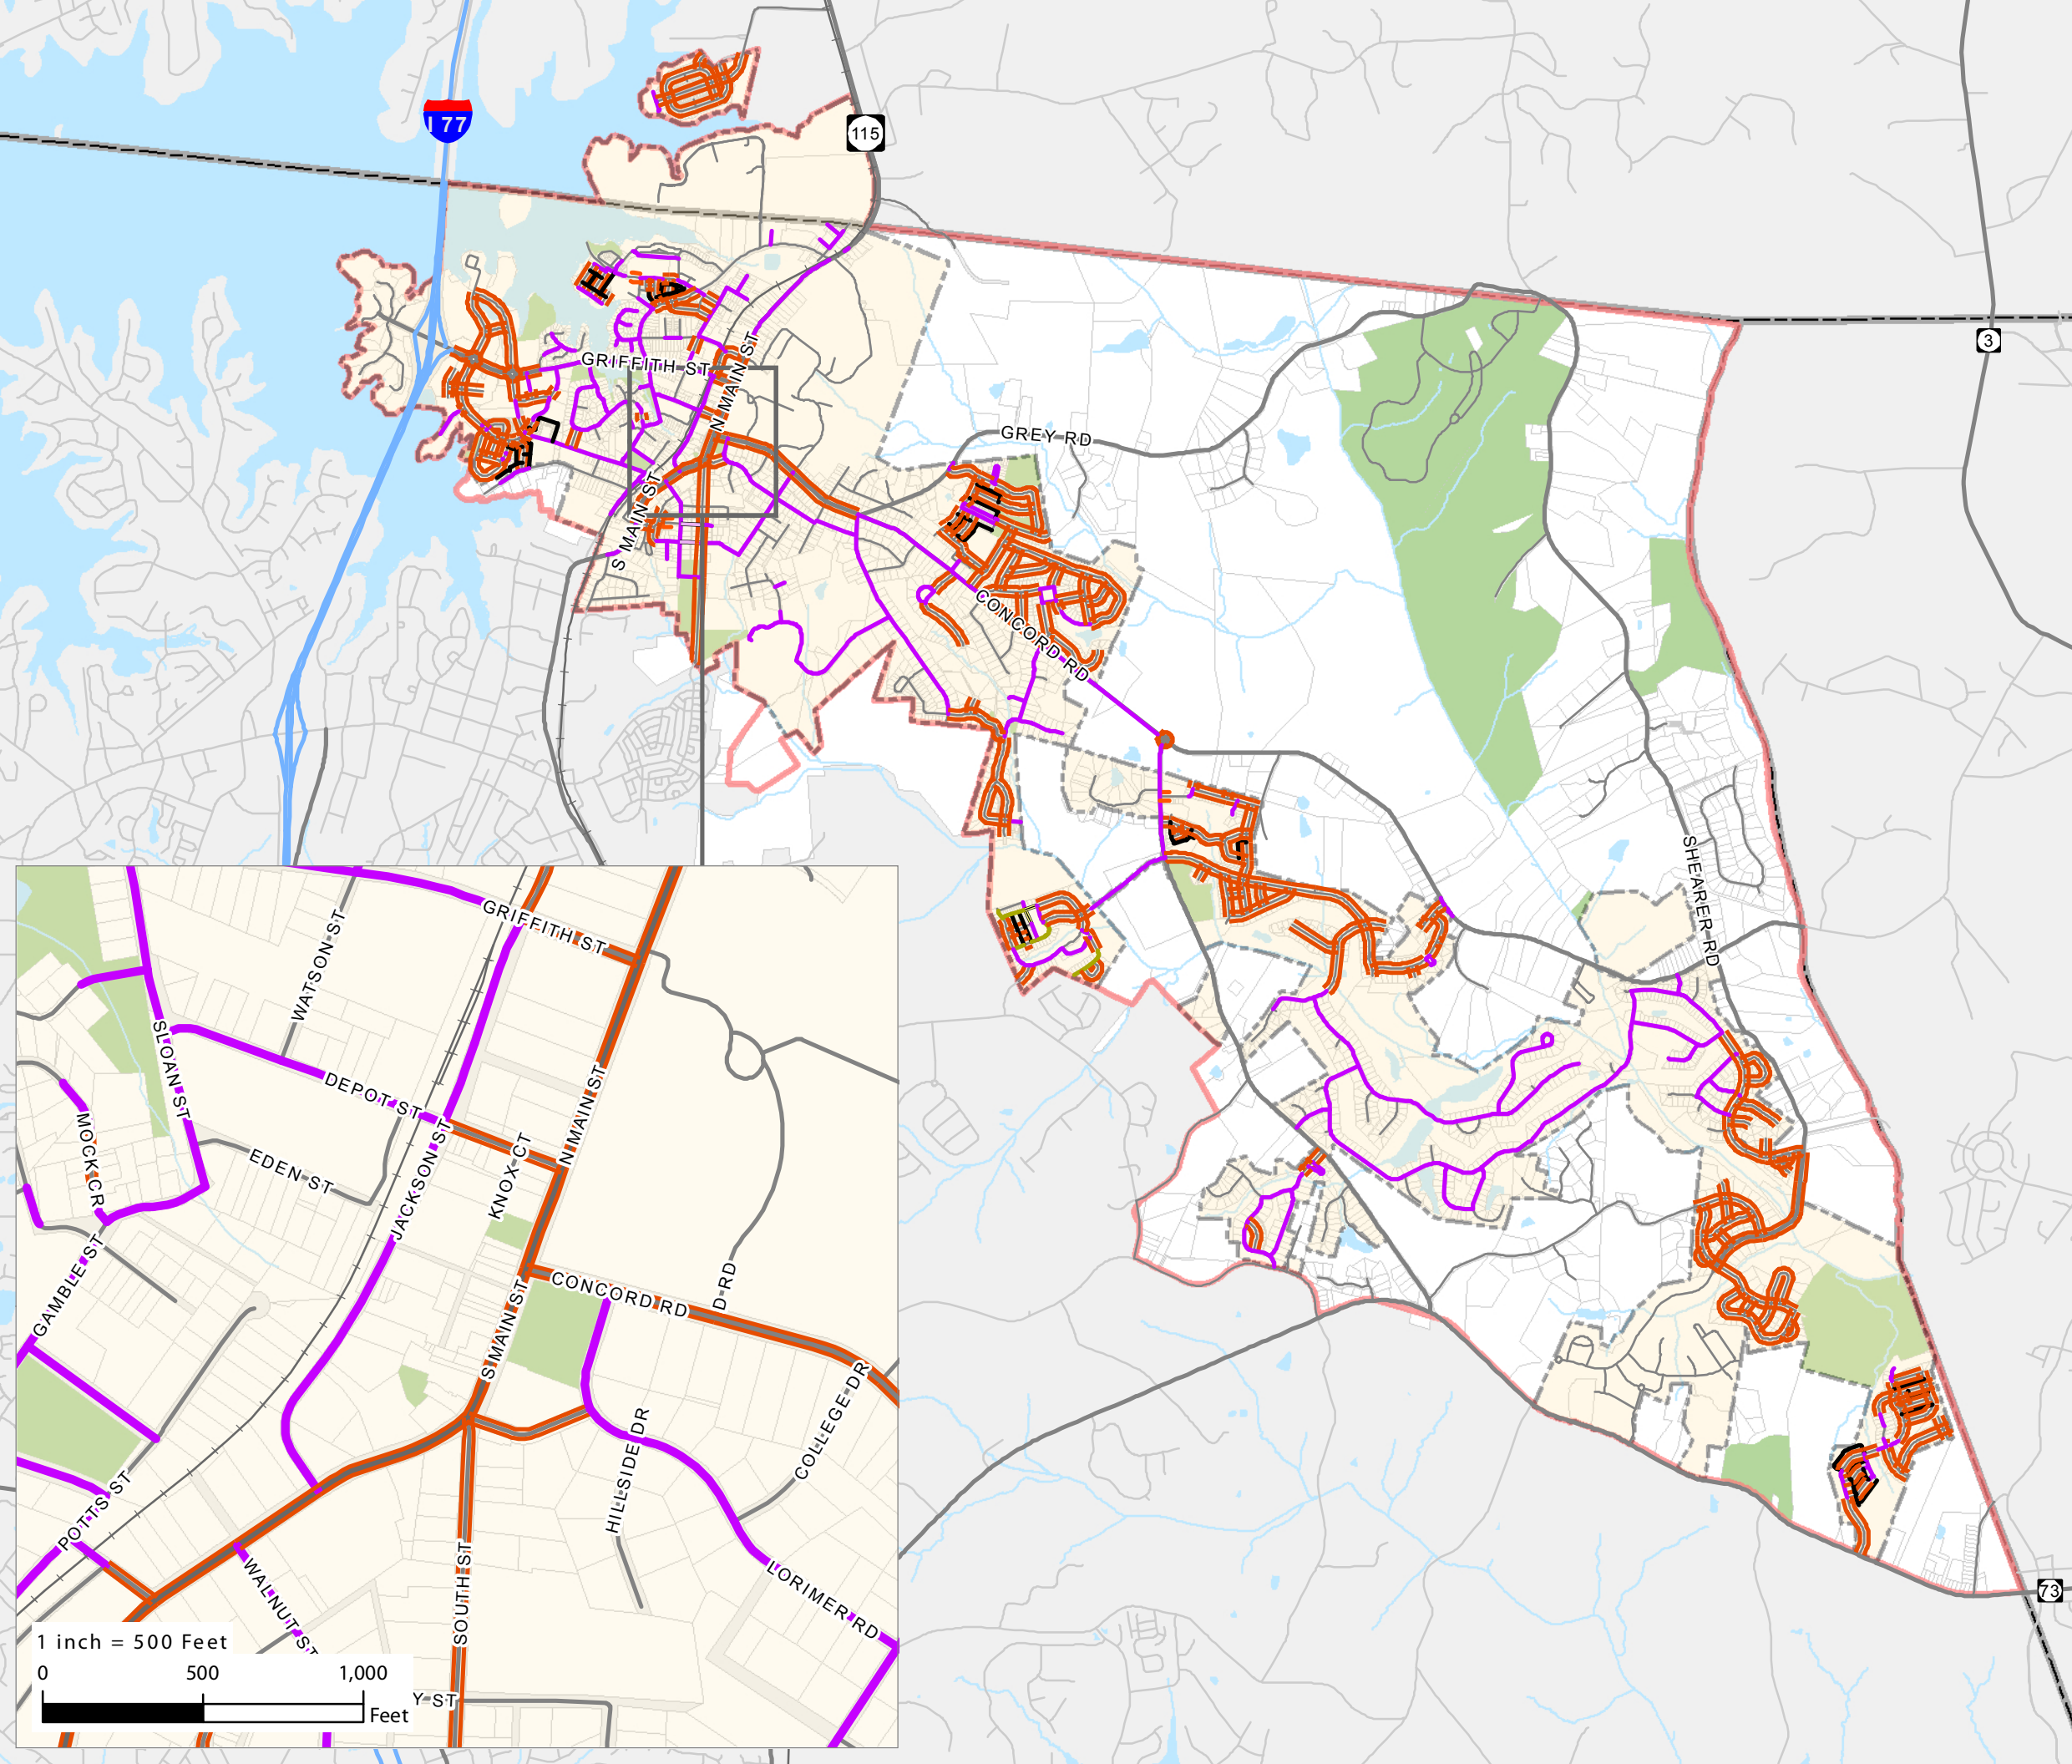 I 77
115
3
GRIFFITH ST
N MAIN ST
GREY RD
S MAIN ST
CONCORD RD
SHEARER RD
73
GRIFFITH ST
WATSON ST
SLOAN ST
DEPOT ST
N MAIN ST
MOCK CR
JACKSON ST
KNOX CT
EDEN ST
GAMBLE ST
CONCORD RD
D RD
S MAIN ST
COLLEGE DR
HILLSIDE DR
POTTS ST
WALNUT ST
SOUTH ST
LORIMER RD
Y ST
1 inch = 500 Feet
0 500 1,000
Feet